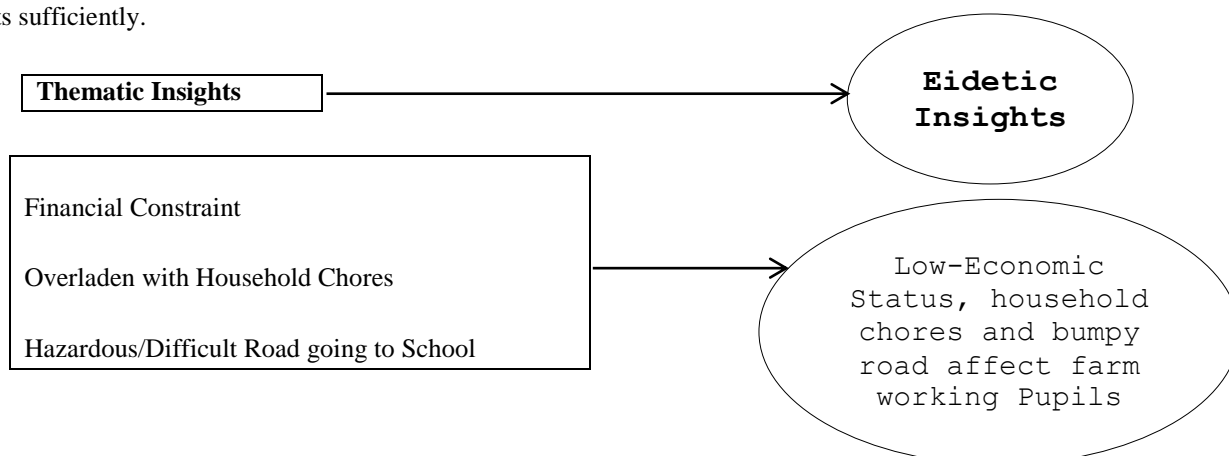 ts sufficiently.
Thematic Insights
Eidetic
Insights
Financial Constraint
Overladen with Household Chores
Hazardous/Difficult Road going to School
Low-Economic
Status, household
chores and bumpy
road affect farm
working Pupils